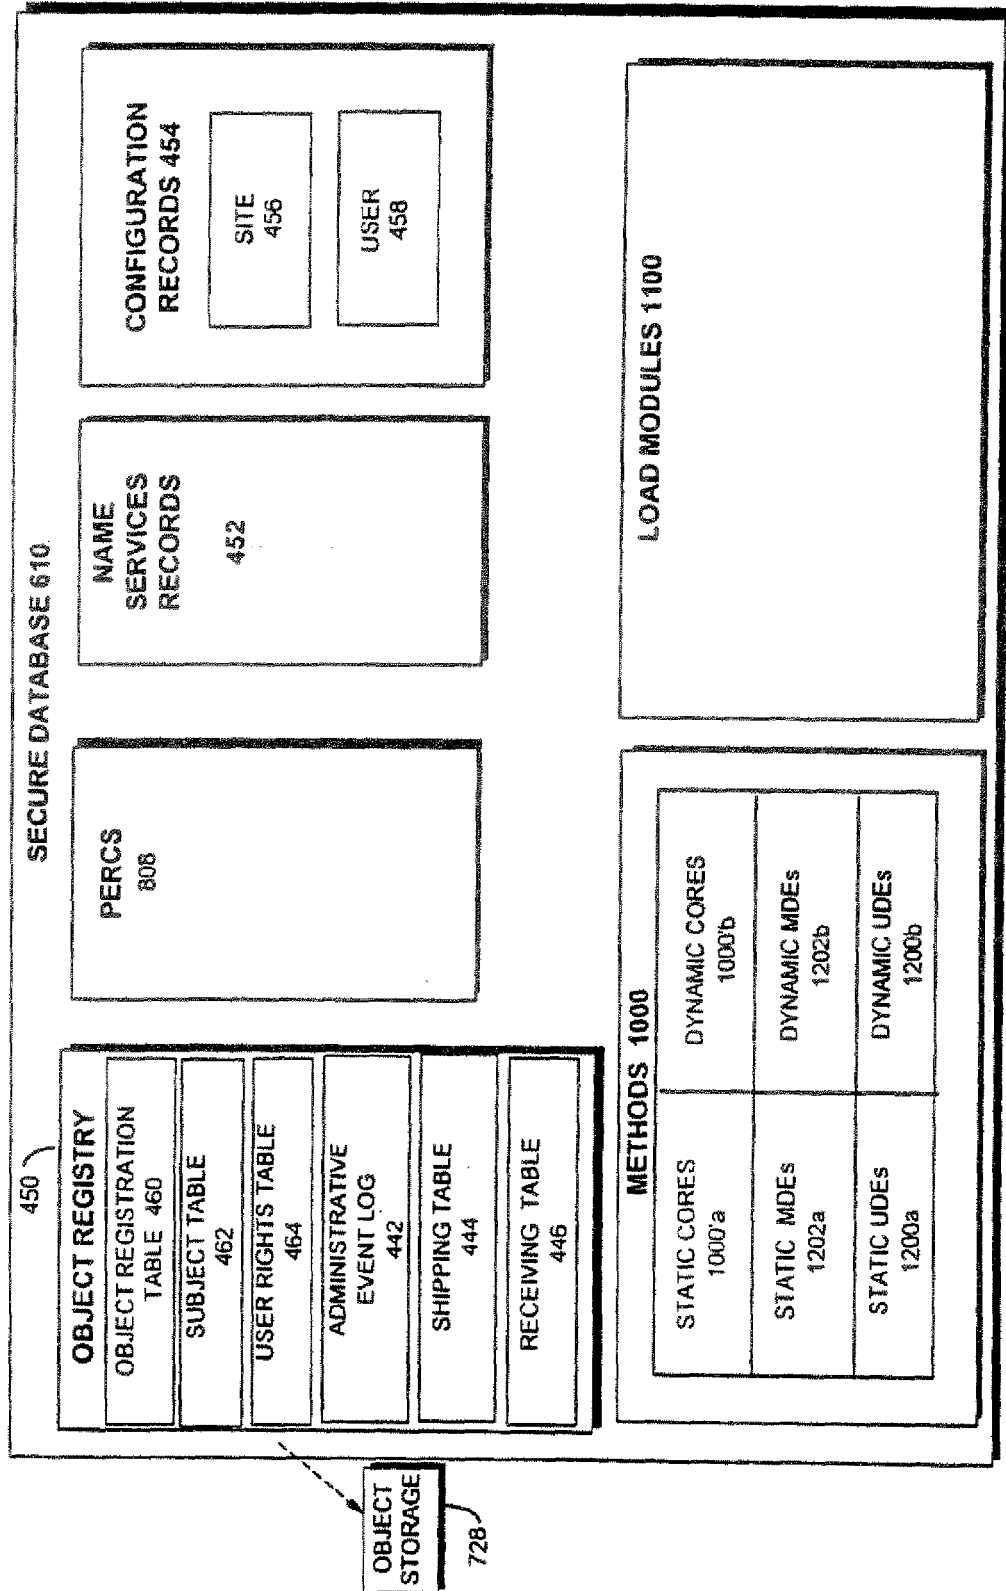 SECURE DATABASE 610
450
OBJECT REGISTRY
OBJECT REGISTRATION
TABLE 460
SUBJECT TABLE
462
USER RIGHTS TABLE
464
ADMINISTRATIVE
EVENT LOG
442
SHIPPING TABLE
444
RECEIVING TABLE
446
PERCS
808
NAME
SERVICES
RECORDS
452
CONFIGURATION
RECORDS 454
SITE
456
USER
458
OBJECT
STORAGE
728
METHODS 1000
STATIC CORES
1000'a
DYNAMIC CORES
1000'b
STATIC MDEs
1202a
DYNAMIC MDEs
1202b
STATIC UDEs
1200a
DYNAMIC UDEs
1200b
LOAD MODULES 1100